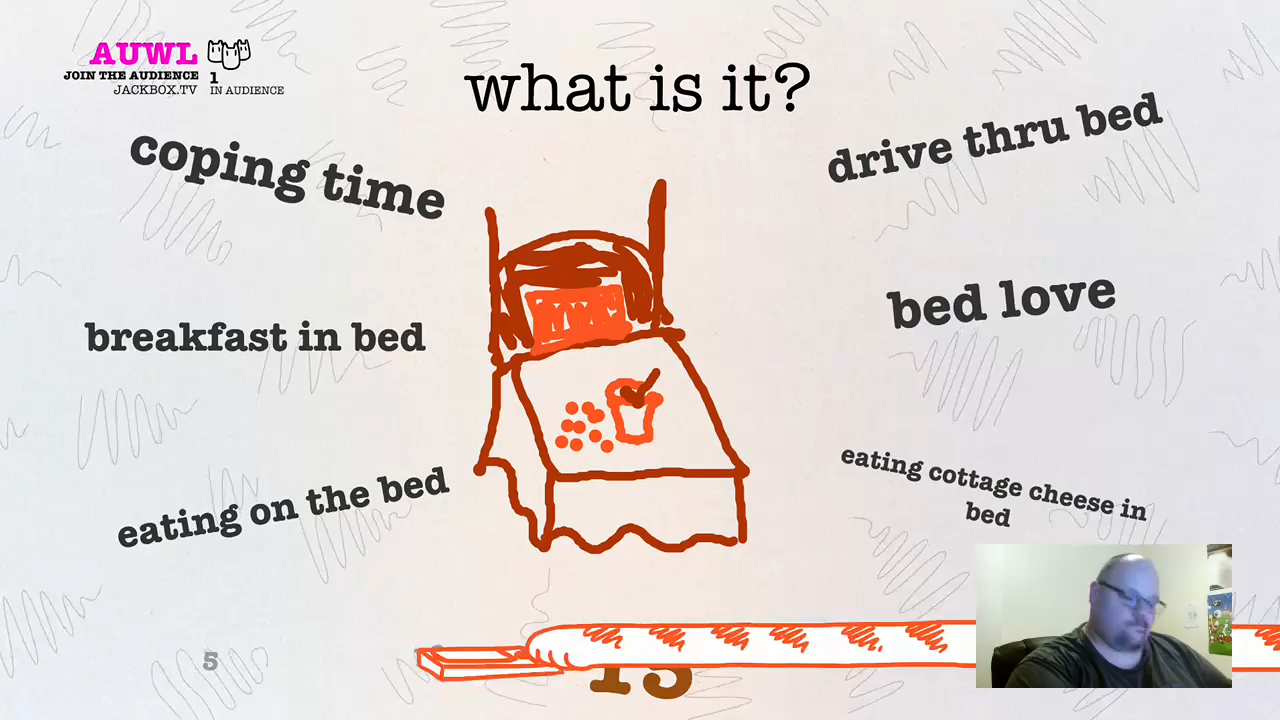 AUWL
JOIN THE AUDIENCE
JACKBOX.TV
1
IN AUDIENCE
what is it?
coping time
drive thru bed
breakfast in bed
bed love
eating on the bed
eating cottage cheese in
bed
5
15